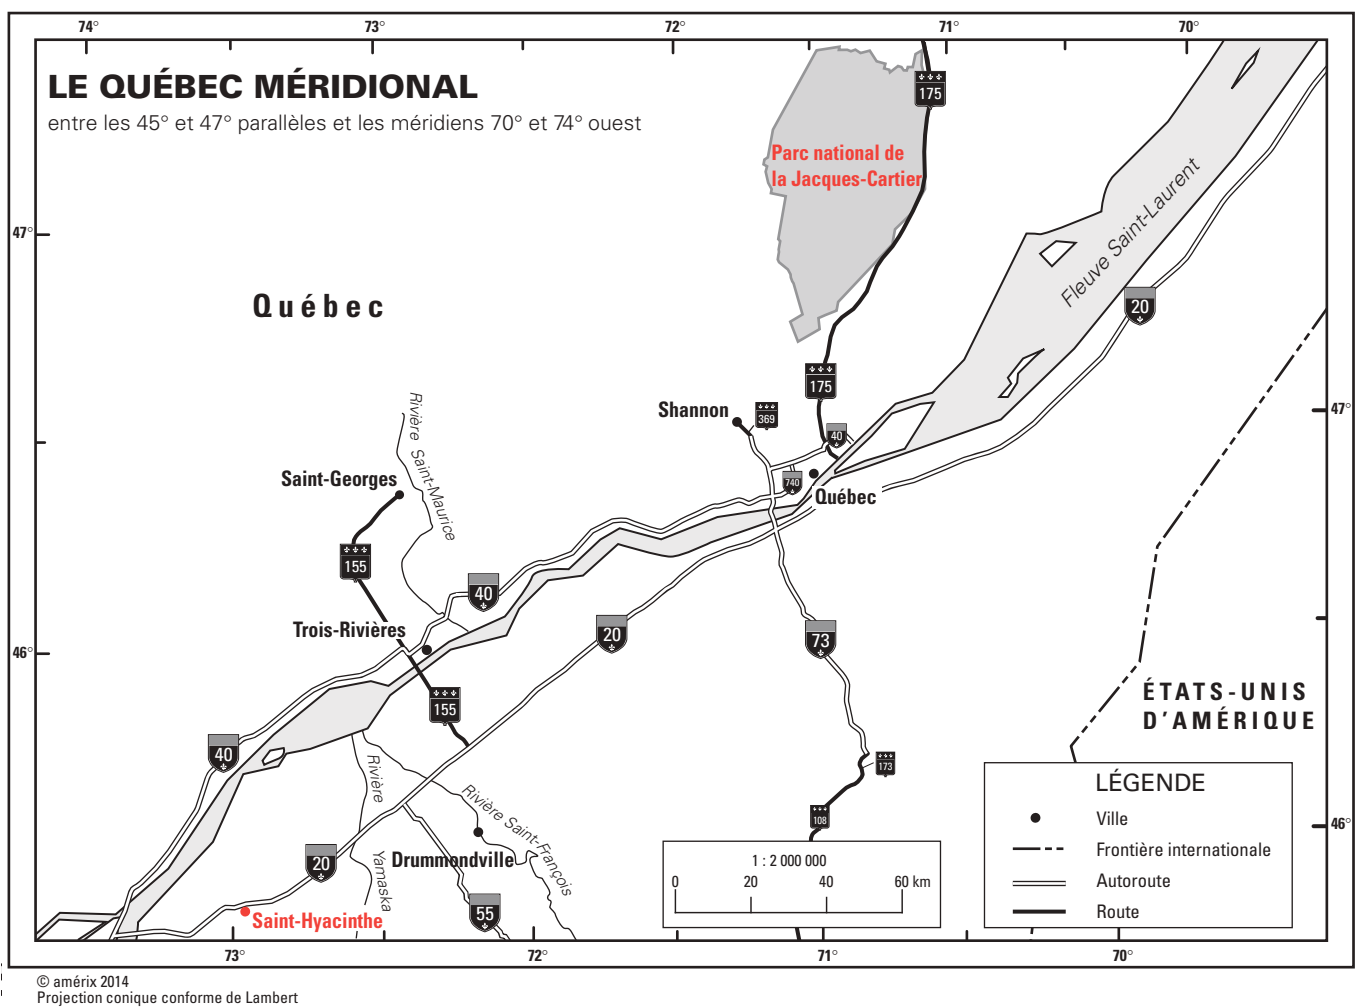 74°
73°
72°
71°
70°
LE QUÉBEC MÉRIDIONAL
entre les 45° et 47° parallèles et les méridiens 70° et 74° ouest
175
Parc national de
la Jacques-Cartier
Fleuve Saint-Laurent
47°
Québec
20
175
47°
Shannon
369
40
Rivière Saint-Maurice
Saint-Georges
740
Québec
155
40
Trois-Rivières
20
73
46°
155
ÉTATS-UNIS
D'AMÉRIQUE
40
173
Rivière
Yamaska
Rivière Saint-François
108
20
Drummondville
55
Saint-Hyacinthe
1 : 2 000 000
0 20 40 60 km
LÉGENDE
Ville
Frontière internationale
Autoroute
Route
46°
73°
72°
71°
70°
© amérix 2014
Projection conique conforme de Lambert